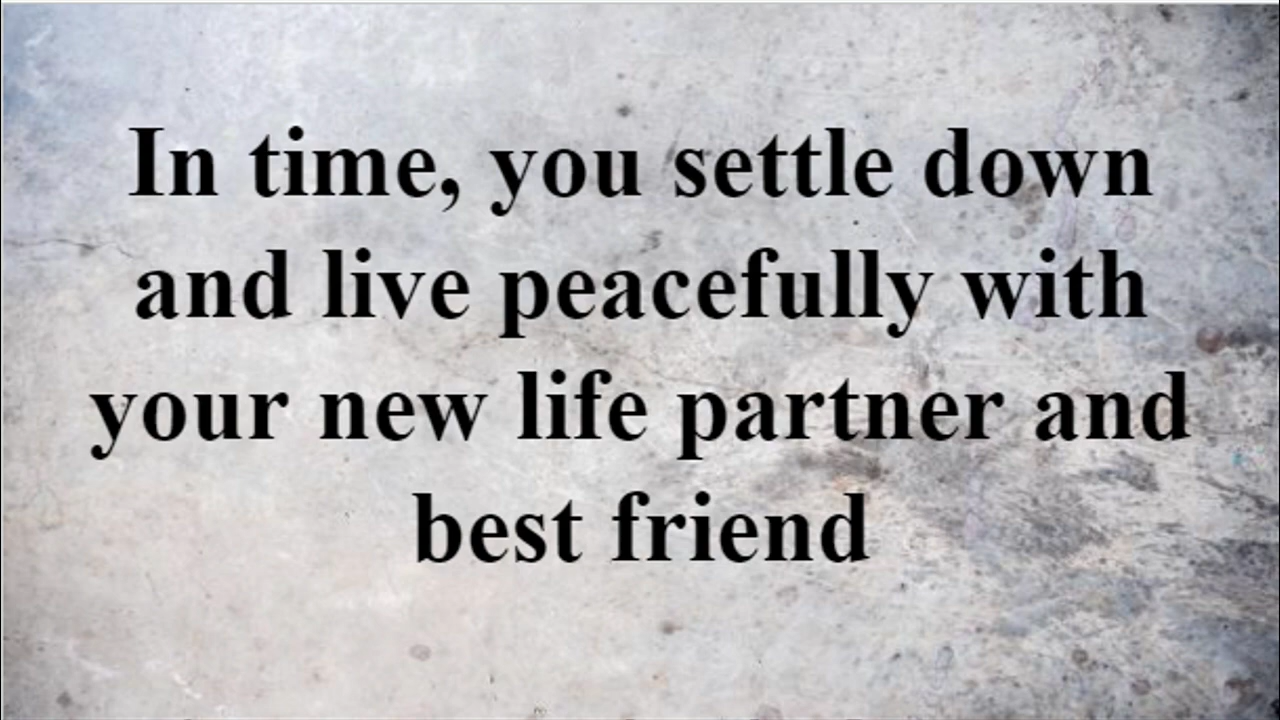 In time, you settle down
and live peacefully with
your new life partner and
best friend